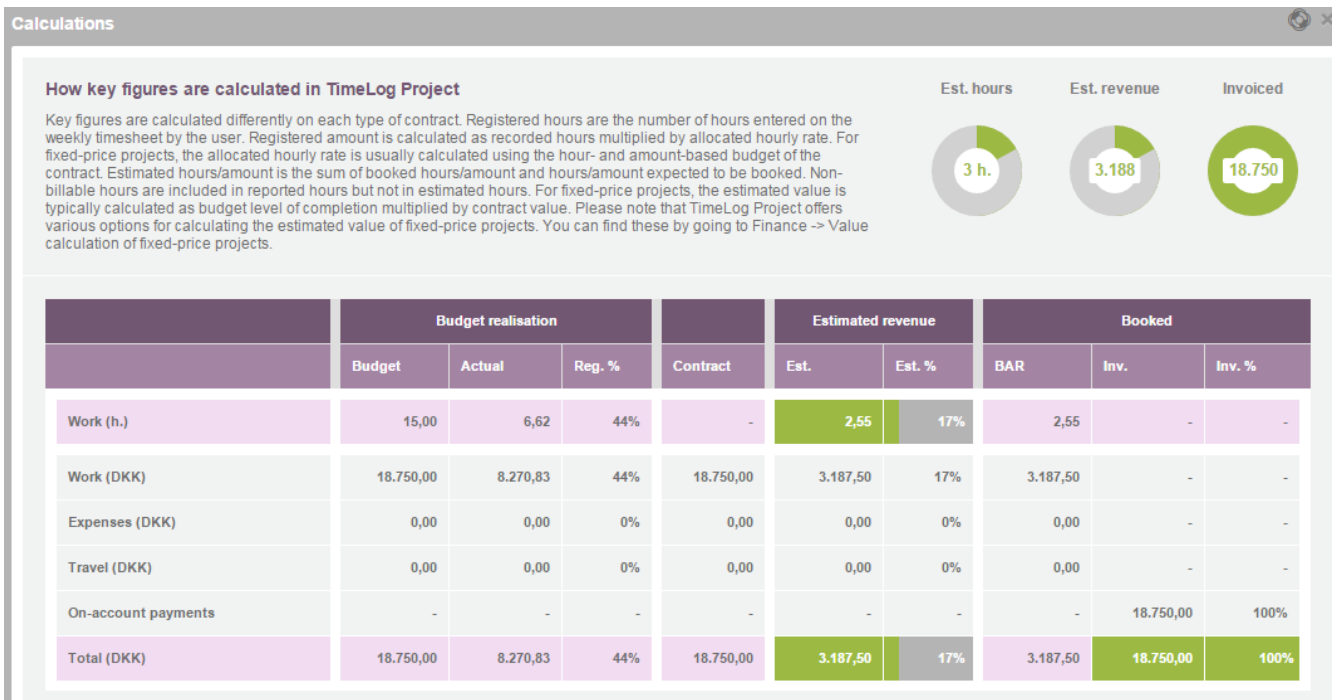 Calculations
How key figures are calculated in TimeLog Project
Key figures are calculated differently on each type of contract. Registered hours are the number of hours entered on the
weekly timesheet by the user. Registered amount is calculated as recorded hours multiplied by allocated hourly rate. For
fixed-price projects, the allocated hourly rate is usually calculated using the hour- and amount-based budget of the
contract. Estimated hours/amount is the sum of booked hours/amount and hours/amount expected to be booked. Non-
billable hours are included in reported hours but not in estimated hours. For fixed-price projects, the estimated value is
typically calculated as budget level of completion multiplied by contract value. Please note that TimeLog Project offers
various options for calculating the estimated value of fixed-price projects. You can find these by going to Finance -> Value
calculation of fixed-price projects.
Est. hours Est. revenue Invoiced
3 h. 3.188 18.750
Budget realisation Estimated revenue Booked
Budget Actual Reg. % Contract Est. Est. % BAR Inv. Inv. %
Work (h.) 15,00 6,62 44% - 2,55 17% 2,55 - -
Work (DKK) 18.750,00 8.270,83 44% 18.750,00 3.187,50 17% 3.187,50 - -
Expenses (DKK) 0,00 0,00 0% 0,00 0,00 0% 0,00 - -
Travel (DKK) 0,00 0,00 0% 0,00 0,00 0% 0,00 - -
On-account payments - - - - - - - 18.750,00 100%
Total (DKK) 18.750,00 8.270,83 44% 18.750,00 3.187,50 17% 3.187,50 18.750,00 100%